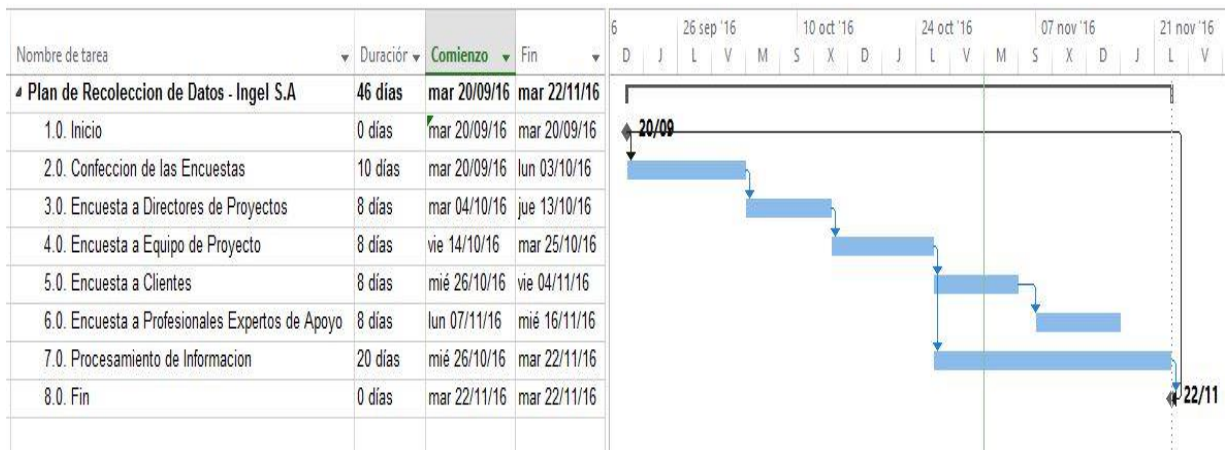 6 26 sep '16 10 oct '16 24 oct '16 07 nov '16 21 nov '16
Nombre de tarea Duración Comienzo Fin D J L V M S X D J L V M S X D J L V
Plan de Recoleccion de Datos - Ingel S.A 46 días mar 20/09/16 mar 22/11/16
1.0. Inicio 0 días mar 20/09/16 mar 20/09/16 20/09
2.0. Confeccion de las Encuestas 10 días mar 20/09/16 lun 03/10/16
3.0. Encuesta a Directores de Proyectos 8 días mar 04/10/16 jue 13/10/16
4.0. Encuesta a Equipo de Proyecto 8 días vie 14/10/16 mar 25/10/16
5.0. Encuesta a Clientes 8 días mié 26/10/16 vie 04/11/16
6.0. Encuesta a Profesionales Expertos de Apoyo 8 días lun 07/11/16 mié 16/11/16
7.0. Procesamiento de Informacion 20 días mié 26/10/16 mar 22/11/16
8.0. Fin 0 días mar 22/11/16 mar 22/11/16 22/11